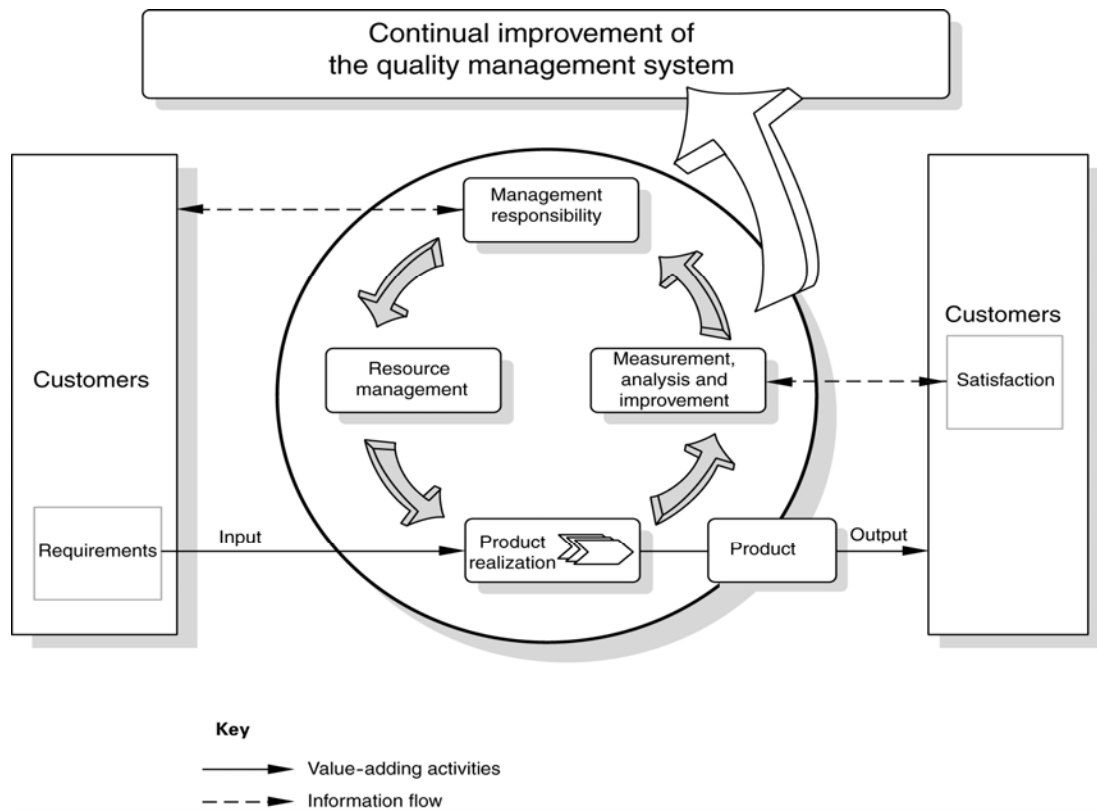 Continual improvement of
the quality management system
Management
responsibility
Customers
Resource
management
Measurement,
analysis and
improvement
Customers
Satisfaction
Requirements
Input
Product
realization
Product
Output
Key
Value-adding activities
Information flow